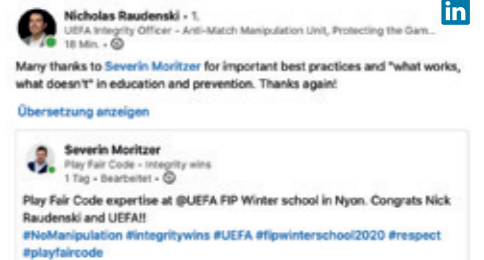 in
Nicholas Raudenski • 1.
UEFA Integrity Officer – Anti-Match Manipulation Unit, Protecting the Gam...
18 Min. •
Many thanks to Severin Moritzer for important best practices and "what works,
what doesn't" in education and prevention. Thanks again!
Übersetzung anzeigen
Severin Moritzer
Play Fair Code – integrity wins
1 Tag • Bearbeitet •
Play Fair Code expertise at @UEFA FIP Winter school in Nyon. Congrats Nick
Raudenski and UEFA!!
#NoManipulation #integritywins #UEFA #fipwinterschool2020 #respect
#playfaircode